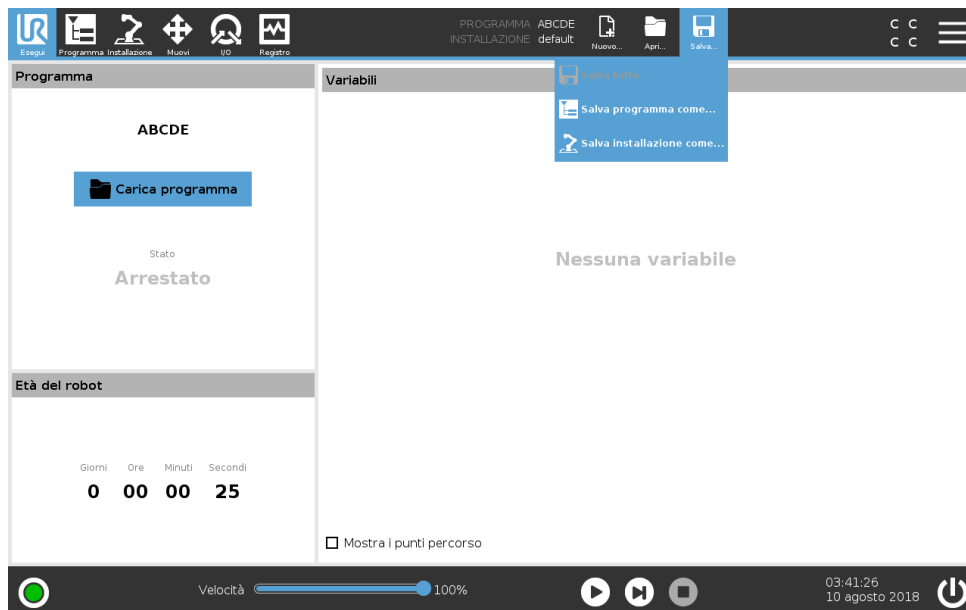 Esegui
Programma
Installazione
Muovi
I/O
Registro
PROGRAMMA ABCDE
INSTALLAZIONE default
Nuovo...
Apri...
Salva...
C C
C C
Programma
ABCDE
Carica programma
Stato
Arrestato
Variabili
Salva tutto
Salva programma come...
Salva installazione come...
Nessuna variabile
Età del robot
Giorni Ore Minuti Secondi
0 00 00 25
Mostra i punti percorso
Velocità 100%
03:41:26
10 agosto 2018